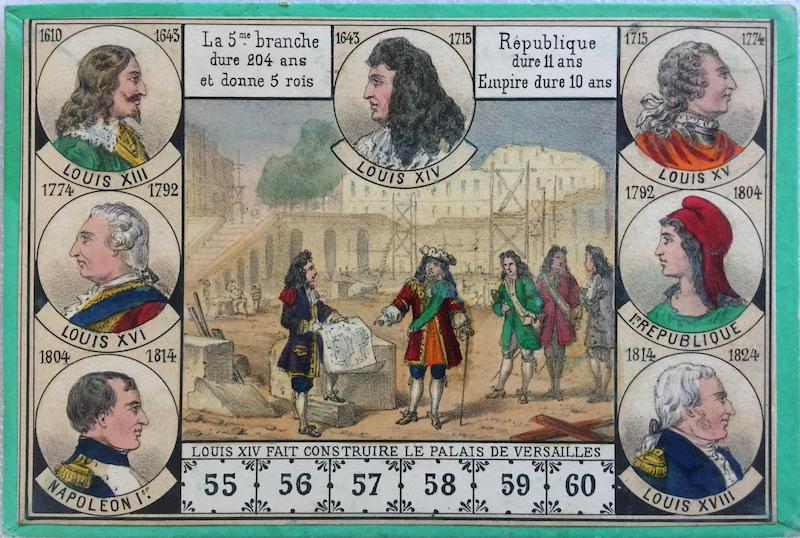 1610 1643
LOUIS XIII
La 5me branche
dure 204 ans
et donne 5 rois
1643 1715
LOUIS XIV
République
dure 11 ans
Empire dure 10 ans
1715 1774
LOUIS XV
1774 1792
LOUIS XVI
1792 1804
Ire REPUBLIQUE
1804 1814
NAPOLÉON Ier
1814 1824
LOUIS XVIII
LOUIS XIV FAIT CONSTRUIRE LE PALAIS DE VERSAILLES
55 56 57 58 59 60